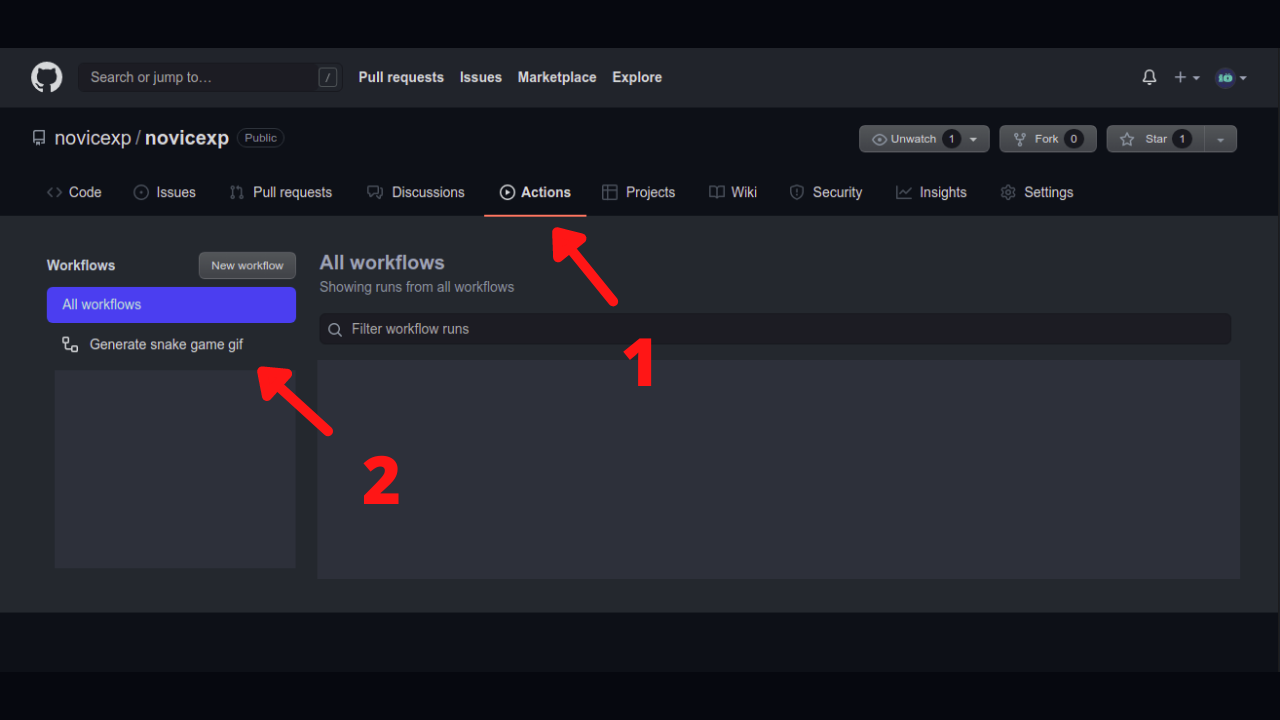 Search or jump to… / Pull requests Issues Marketplace Explore
novicexp / novicexp Public Unwatch 1 Fork 0 Star 1
Code Issues Pull requests Discussions Actions Projects Wiki Security Insights Settings
Workflows New workflow
All workflows
Generate snake game gif
All workflows
Showing runs from all workflows
Filter workflow runs
1
2